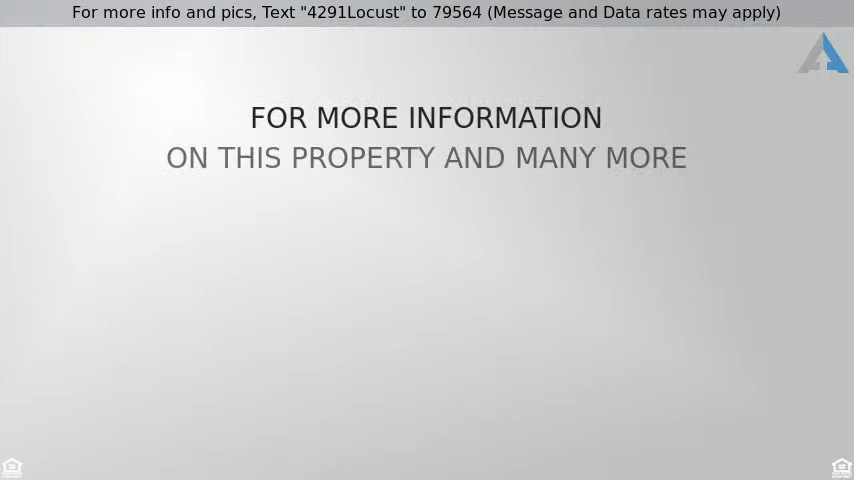 For more info and pics, Text "4291Locust" to 79564 (Message and Data rates may apply)
FOR MORE INFORMATION
ON THIS PROPERTY AND MANY MORE